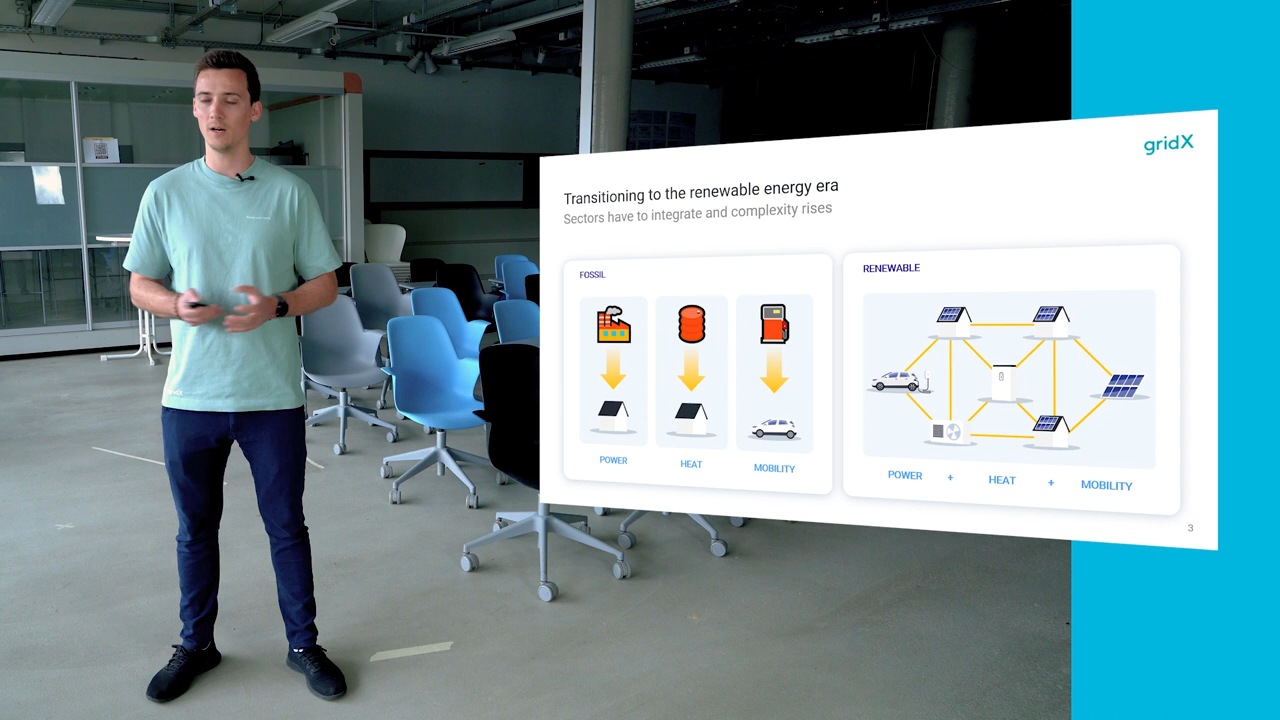 gridX
Transitioning to the renewable energy era
Sectors have to integrate and complexity rises
FOSSIL
POWER
HEAT
MOBILITY
RENEWABLE
POWER + HEAT + MOBILITY
3